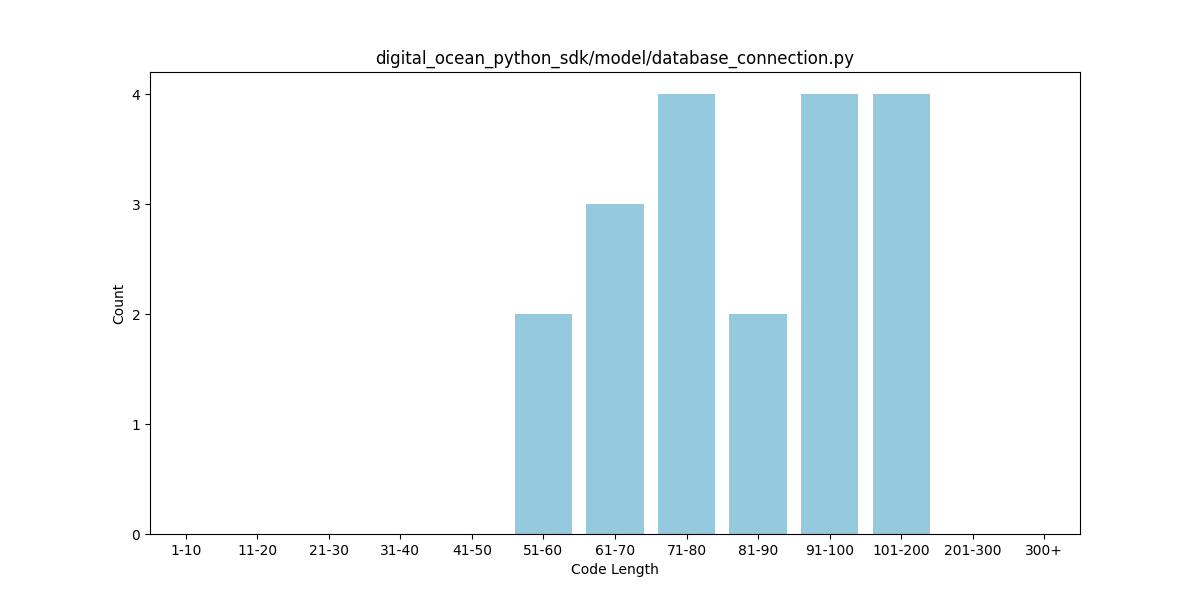 digital_ocean_python_sdk/model/database_connection.py
4
3
2
1
0
Count
1-10 11-20 21-30 31-40 41-50 51-60 61-70 71-80 81-90 91-100 101-200 201-300 300+
Code Length